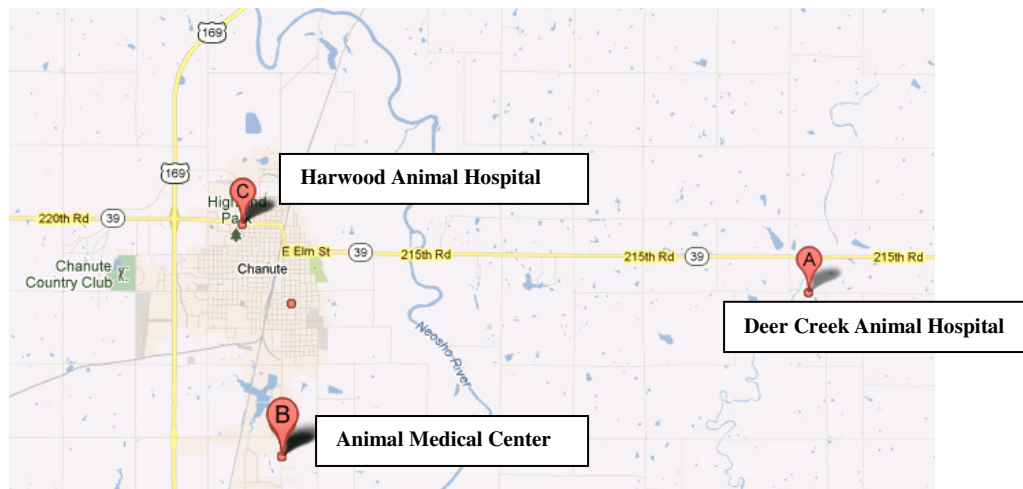 169
Harwood Animal Hospital
169
C
Highland
Park
220th Rd
39
E Elm St
39
215th Rd
215th Rd
39
A
215th Rd
Chanute
Chanute
Country Club
Deer Creek Animal Hospital
Neosho River
B
Animal Medical Center